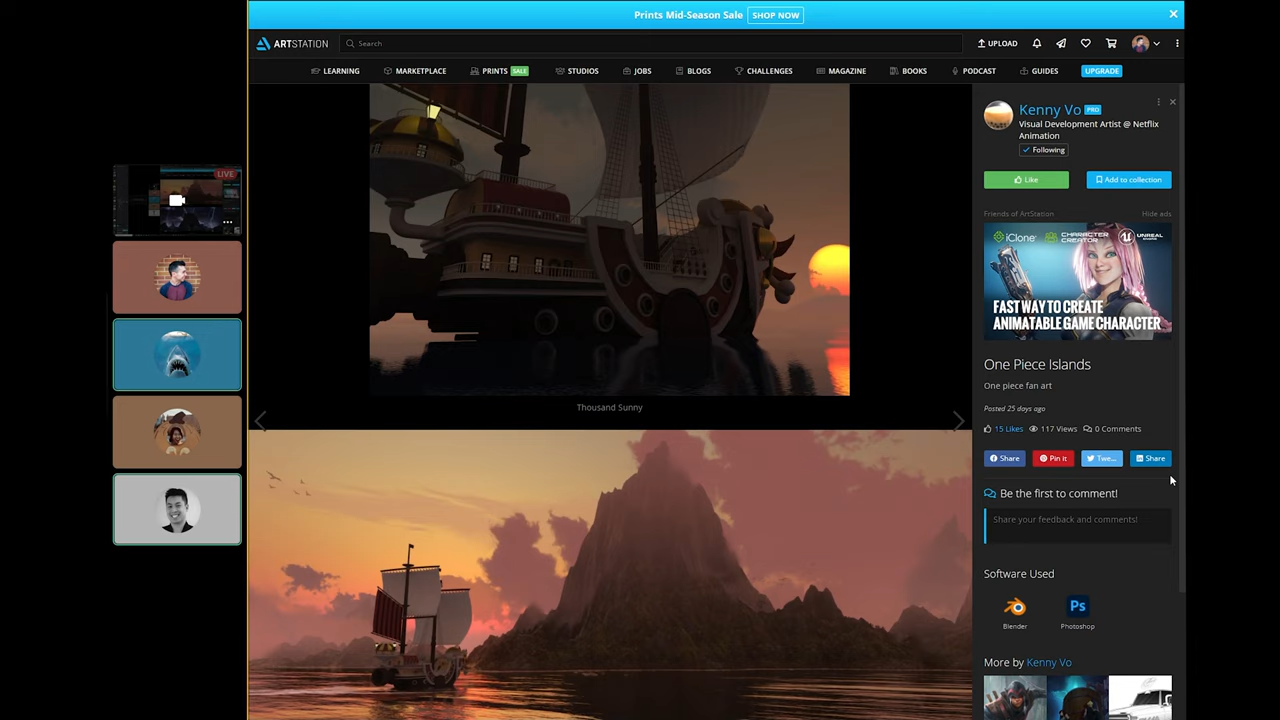 Prints Mid-Season Sale SHOP NOW
ARTSTATION Search UPLOAD
LEARNING MARKETPLACE PRINTS SALE STUDIOS JOBS BLOGS CHALLENGES MAGAZINE BOOKS PODCAST GUIDES UPGRADE
LIVE
Thousand Sunny
Kenny Vo PRO
Visual Development Artist @ Netflix
Animation
Following
Like Add to collection
Friends of ArtStation Hide ads
iClone CHARACTER CREATOR UNREAL ENGINE
FAST WAY TO CREATE
ANIMATABLE GAME CHARACTER
One Piece Islands
One piece fan art
Posted 25 days ago
15 Likes 117 Views 0 Comments
Share Pin it Twe... Share
Be the first to comment!
Share your feedback and comments!
Software Used
Ps
Blender Photoshop
More by Kenny Vo